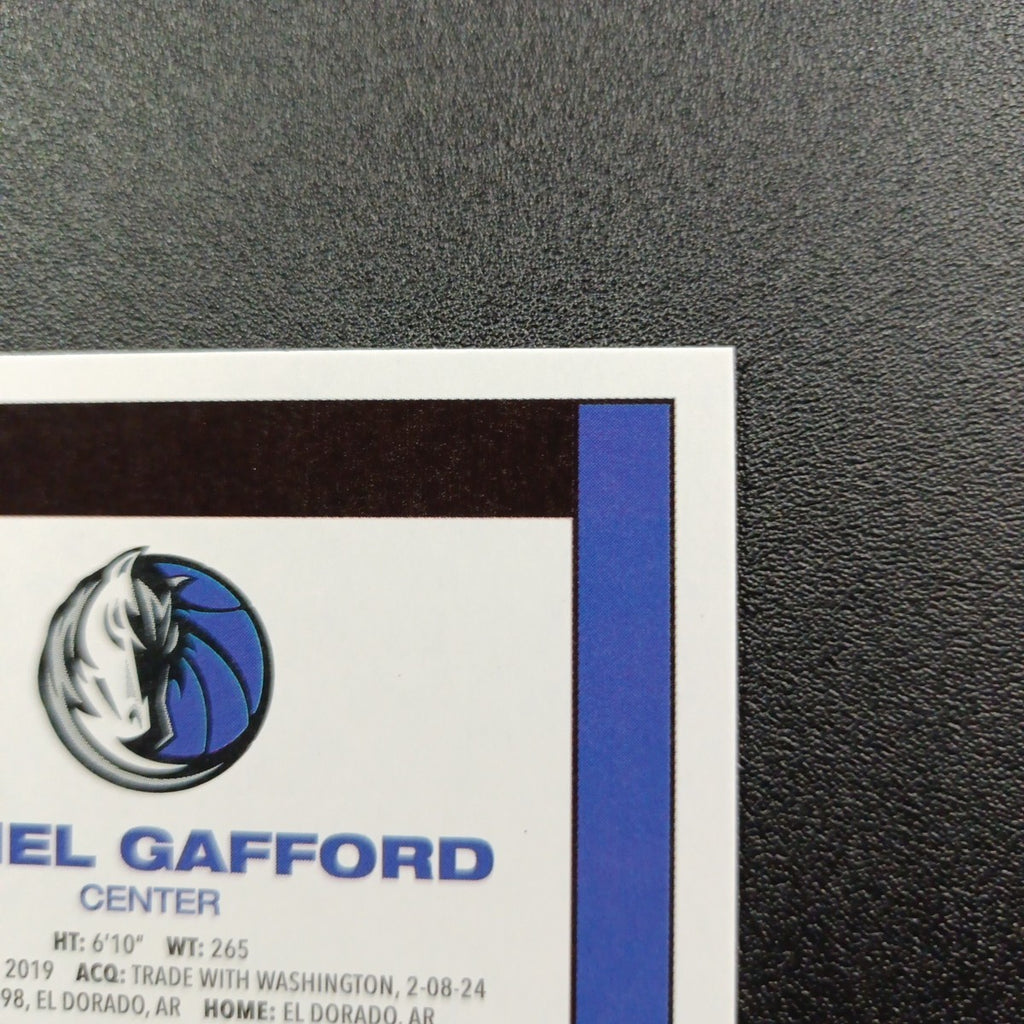 IEL GAFFORD
CENTER
HT: 6'10" WT: 265
2019 ACQ: TRADE WITH WASHINGTON, 2-08-24
98, EL DORADO, AR HOME: EL DORADO, AR